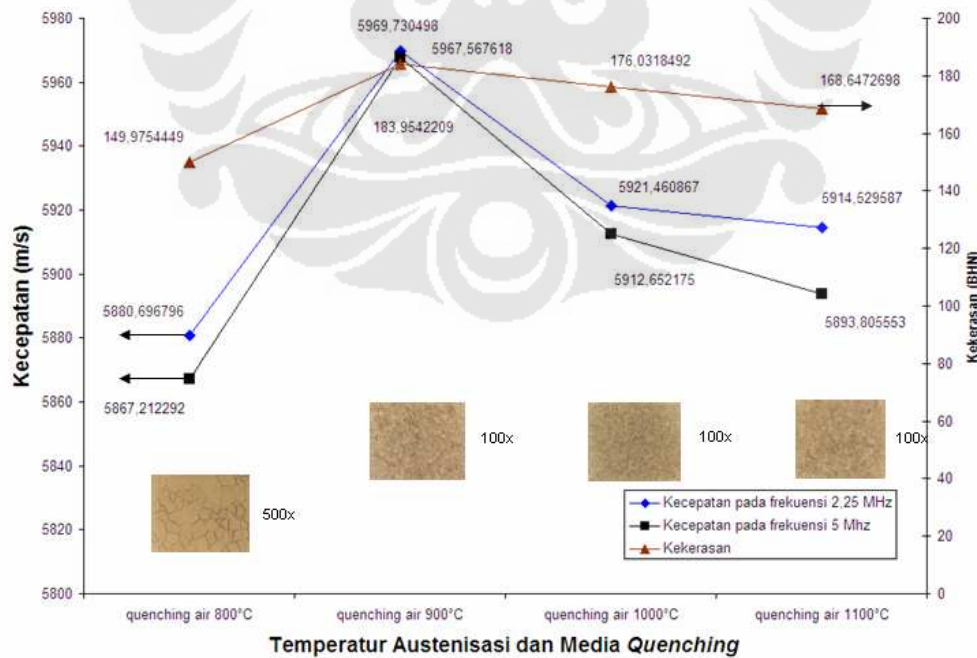 5980
5960
5940
5920
5900
5880
5860
5840
5820
5800
Kecepatan (m/s)
200
180
160
140
120
100
80
60
40
20
0
Kekerasan (BHN)
5969,730498
5967,567618
176,0318492
168,6472698
149,9754449
183,9542209
5921,460867
5914,529587
5912,652175
5893,805553
5880,696796
5867,212292
100x
100x
100x
500x
Kecepatan pada frekuensi 2,25 MHz
Kecepatan pada frekuensi 5 Mhz
Kekerasan
quenching air 800°C
quenching air 900°C
quenching air 1000°C
quenching air 1100°C
Temperatur Austenisasi dan Media Quenching